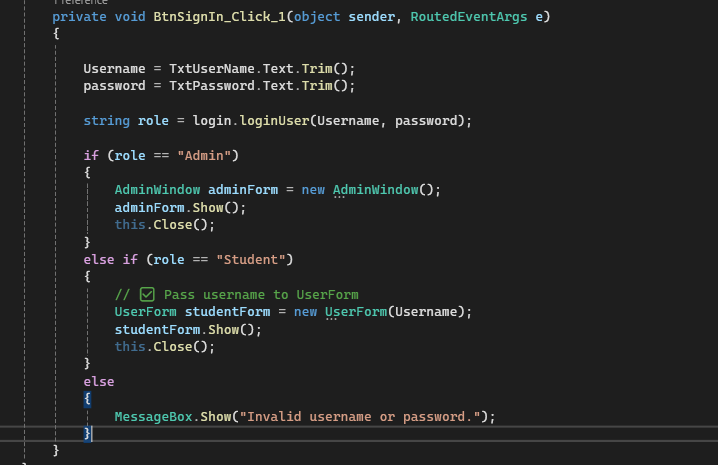 1 reference
private void BtnSignIn_Click_1(object sender, RoutedEventArgs e)
{
Username = TxtUserName.Text.Trim();
password = TxtPassword.Text.Trim();
string role = login.loginUser(Username, password);
if (role == "Admin")
{
AdminWindow adminForm = new AdminWindow();
adminForm.Show();
this.Close();
}
else if (role == "Student")
{
// ✅ Pass username to UserForm
UserForm studentForm = new UserForm(Username);
studentForm.Show();
this.Close();
}
else
{
MessageBox.Show("Invalid username or password.");
}
}